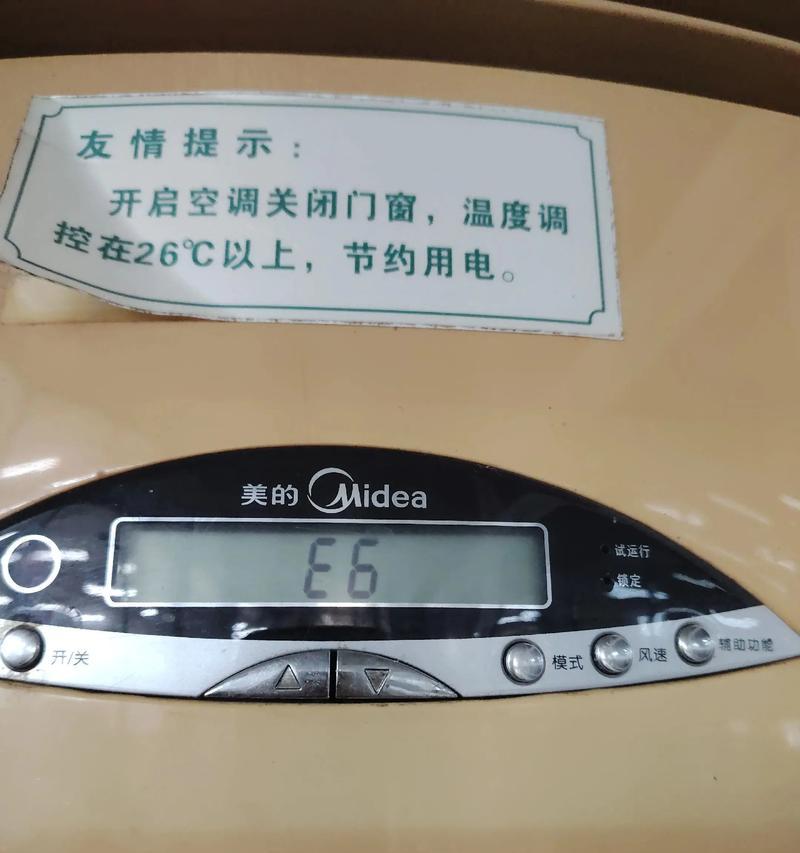 友情提示：
开启空调关闭门窗，温度调
控在26℃以上，节约用电。
美的 Midea
E6
试运行
锁定
开/关
模式
风速
辅助功能